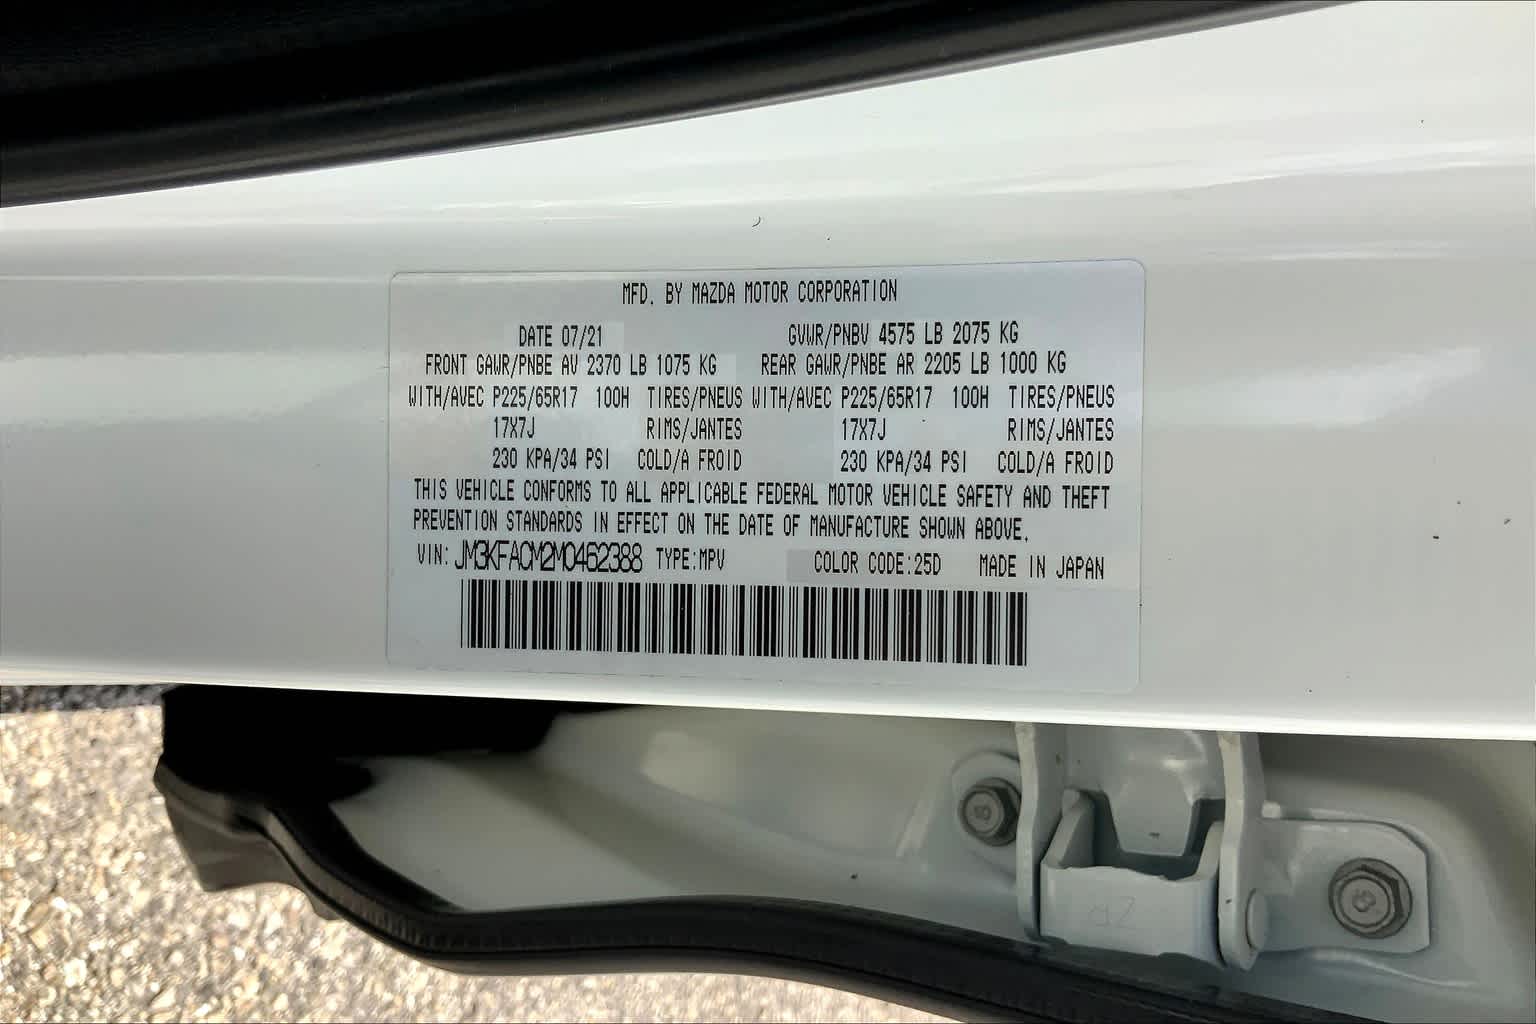 MFD. BY MAZDA MOTOR CORPORATION
DATE 07/21 GVWR/PNBV 4575 LB 2075 KG
FRONT GAWR/PNBE AV 2370 LB 1075 KG REAR GAWR/PNBE AR 2205 LB 1000 KG
WITH/AVEC P225/65R17 100H TIRES/PNEUS WITH/AVEC P225/65R17 100H TIRES/PNEUS
17X7J RIMS/JANTES 17X7J RIMS/JANTES
230 KPA/34 PSI COLD/A FROID 230 KPA/34 PSI COLD/A FROID
THIS VEHICLE CONFORMS TO ALL APPLICABLE FEDERAL MOTOR VEHICLE SAFETY AND THEFT
PREVENTION STANDARDS IN EFFECT ON THE DATE OF MANUFACTURE SHOWN ABOVE.
VIN: JM3KFACM2M0462388 TYPE:MPV COLOR CODE:25D MADE IN JAPAN